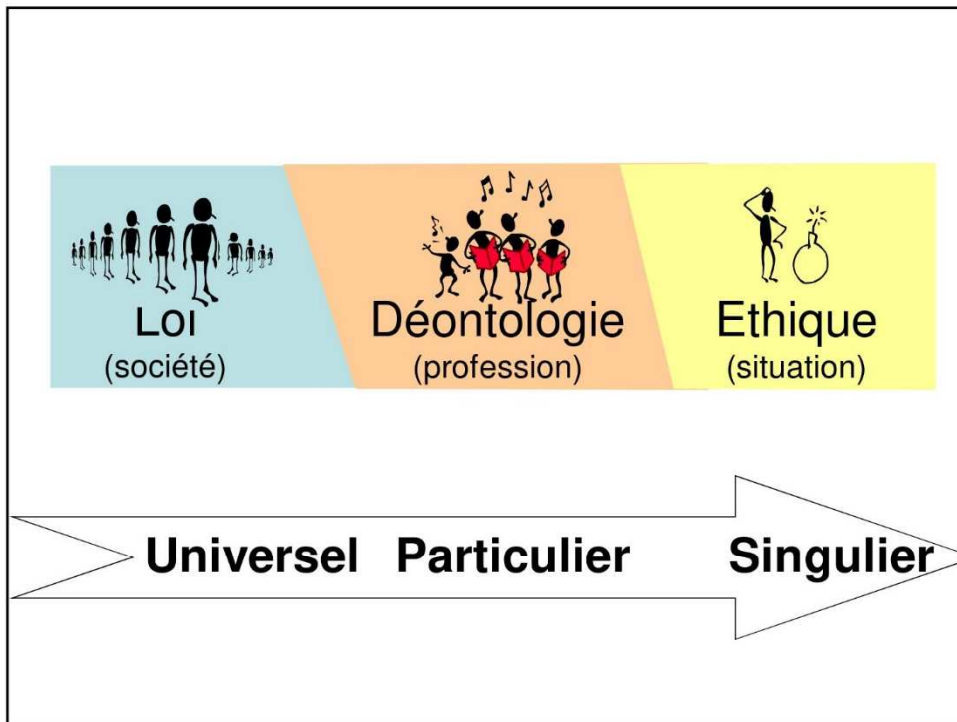 Loi
(société)
Déontologie
(profession)
Ethique
(situation)
Universel Particulier Singulier